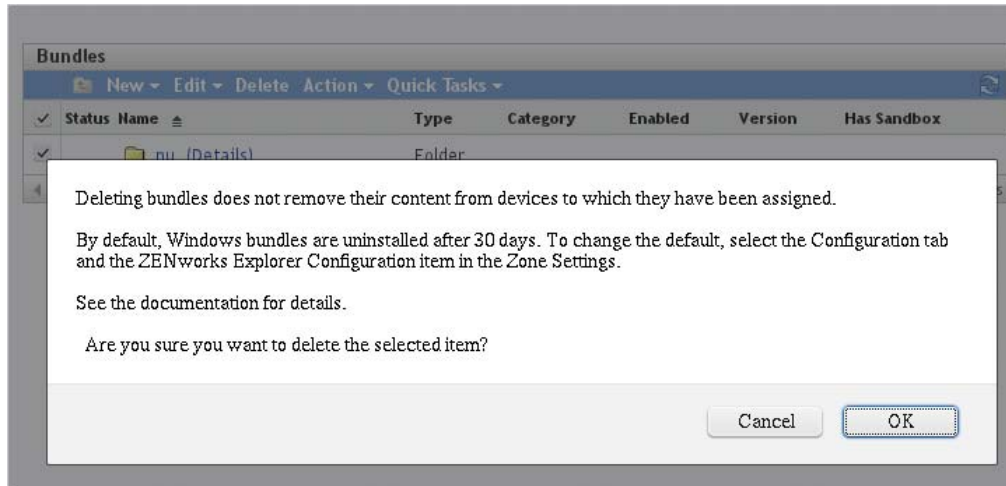 Bundles
New Edit Delete Action Quick Tasks
Status Name Type Category Enabled Version Has Sandbox
nu (Details) Folder
Deleting bundles does not remove their content from devices to which they have been assigned.
By default, Windows bundles are uninstalled after 30 days. To change the default, select the Configuration tab
and the ZENworks Explorer Configuration item in the Zone Settings.
See the documentation for details.
Are you sure you want to delete the selected item?
Cancel OK